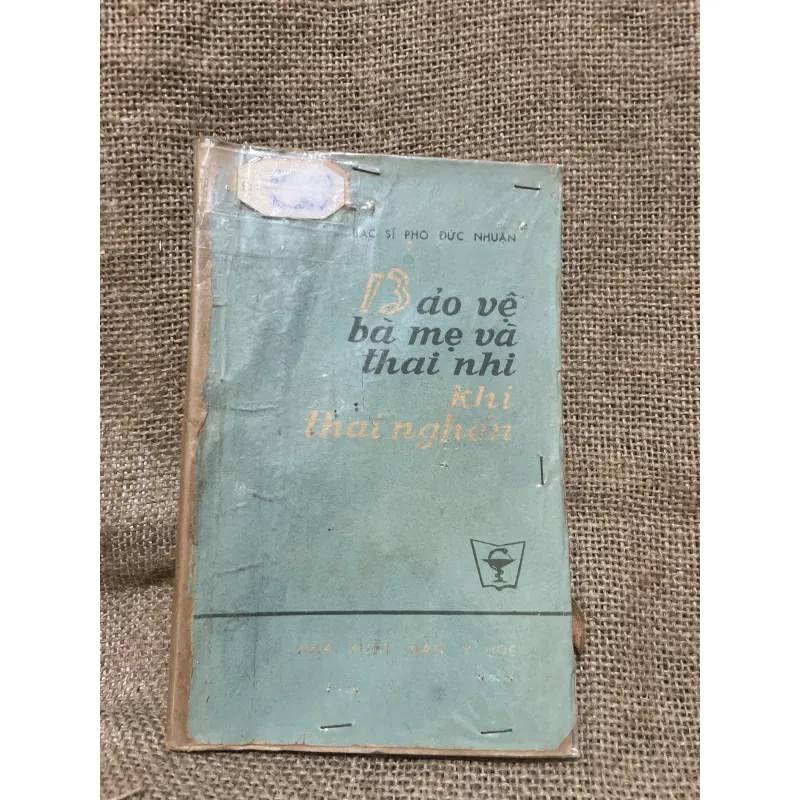 BÁC SĨ PHÓ ĐỨC NHUẬN
Bảo vệ
bà mẹ và
thai nhi
khi
thai nghén
NHÀ XUẤT BẢN Y HỌC